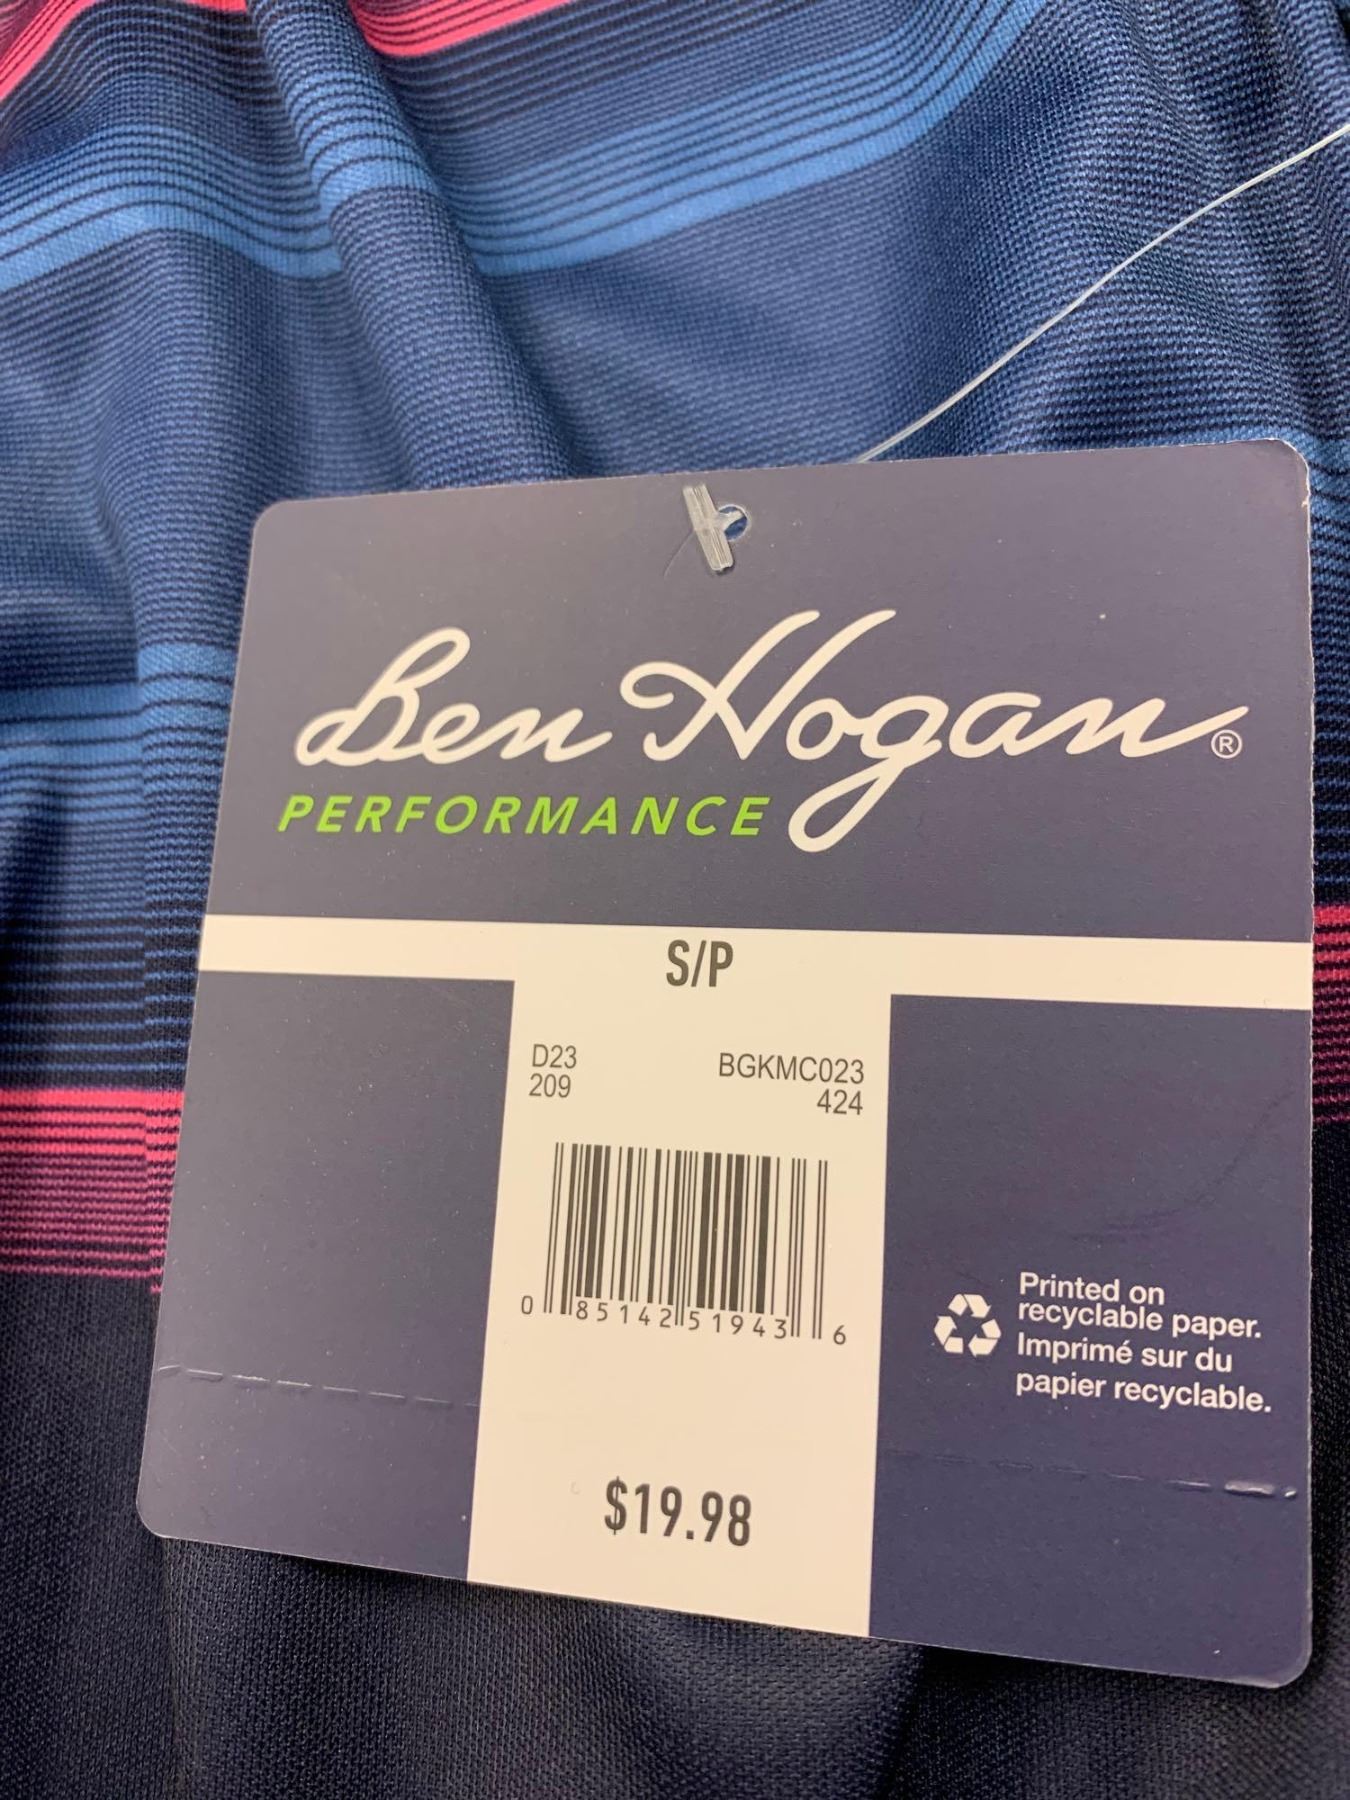 Ben Hogan®
PERFORMANCE
S/P
D23 BGKMC023
209 424
0 85142 51943 6
Printed on
recyclable paper.
Imprimé sur du
papier recyclable.
$19.98